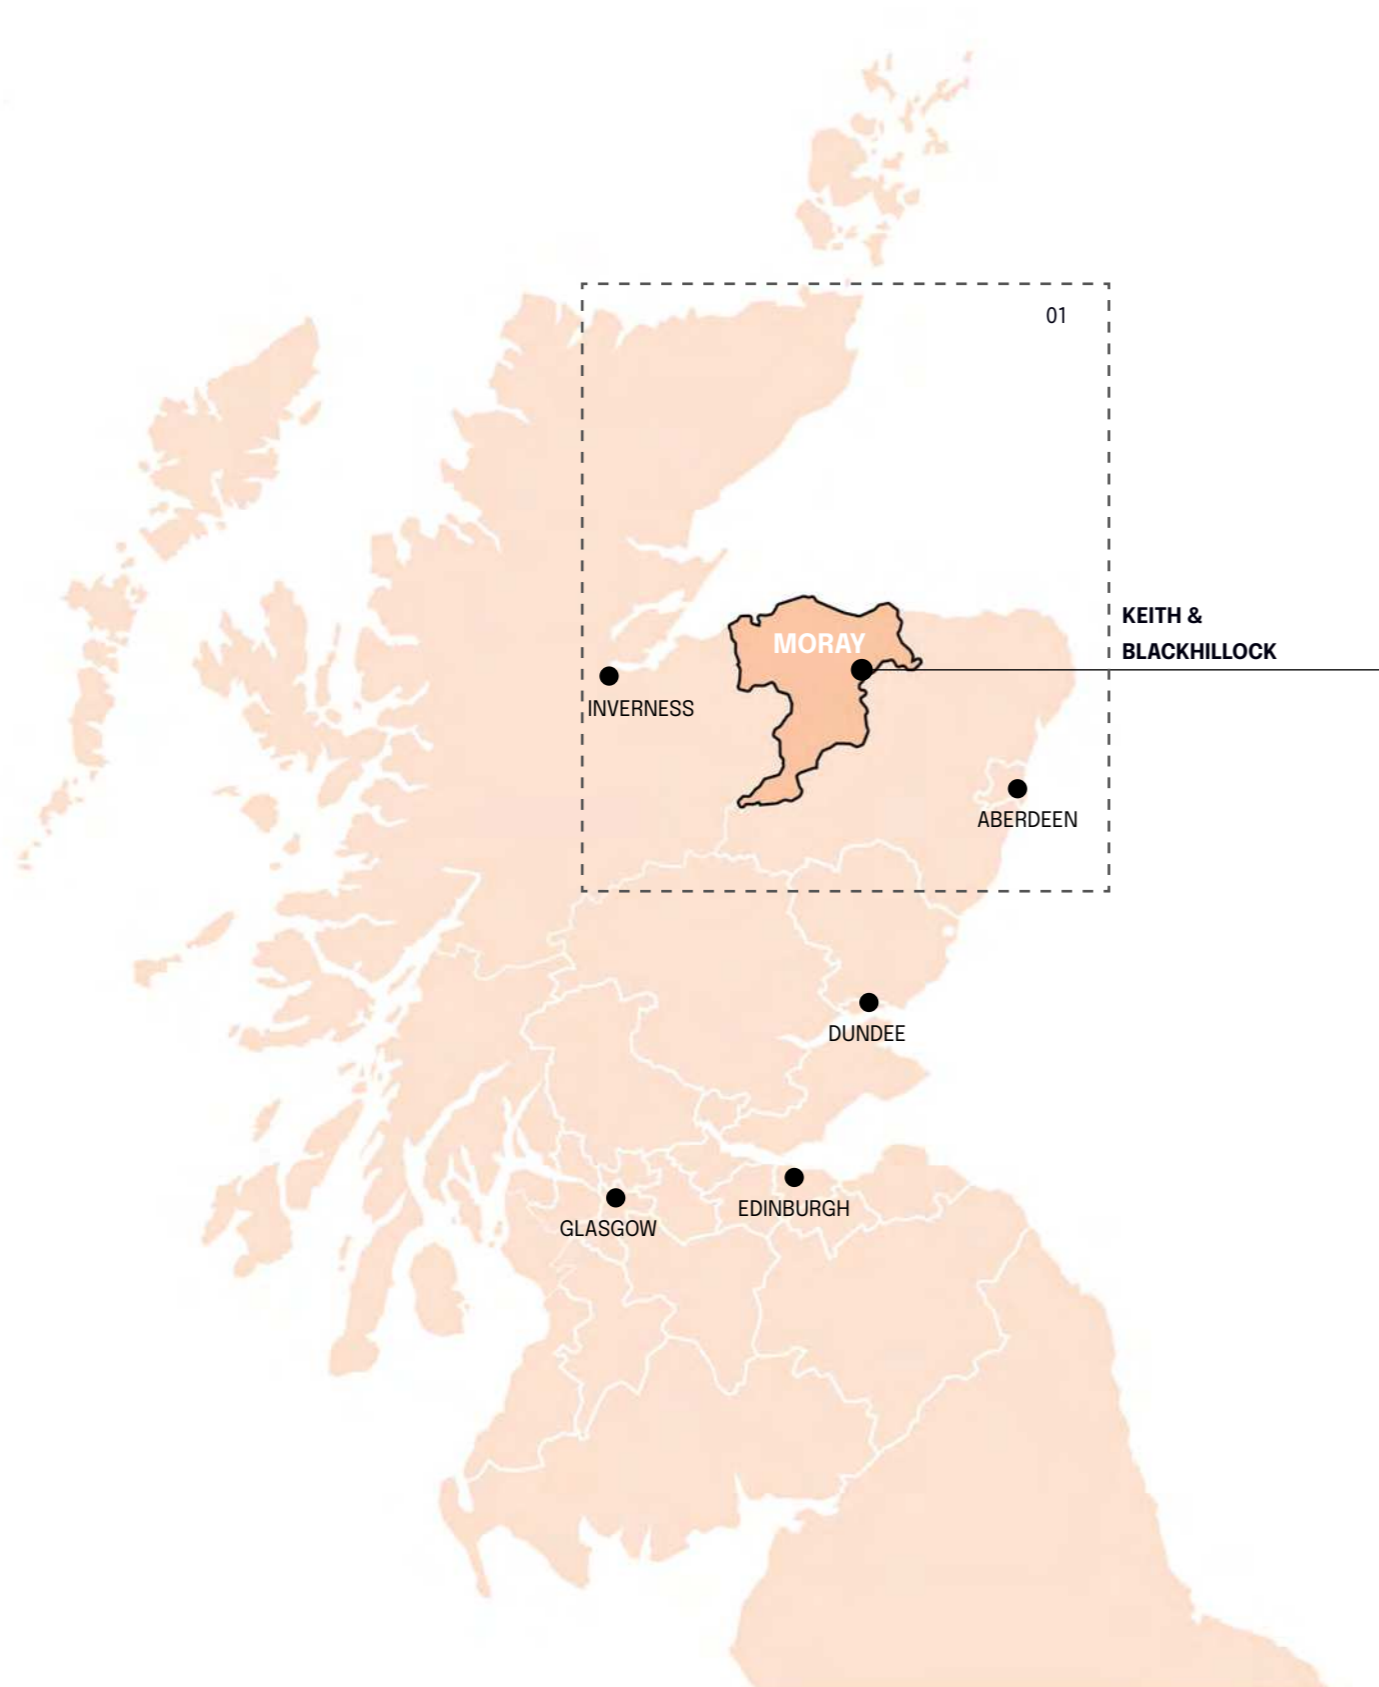 01
KEITH &
BLACKHILLOCK
MORAY
INVERNESS
ABERDEEN
DUNDEE
EDINBURGH
GLASGOW